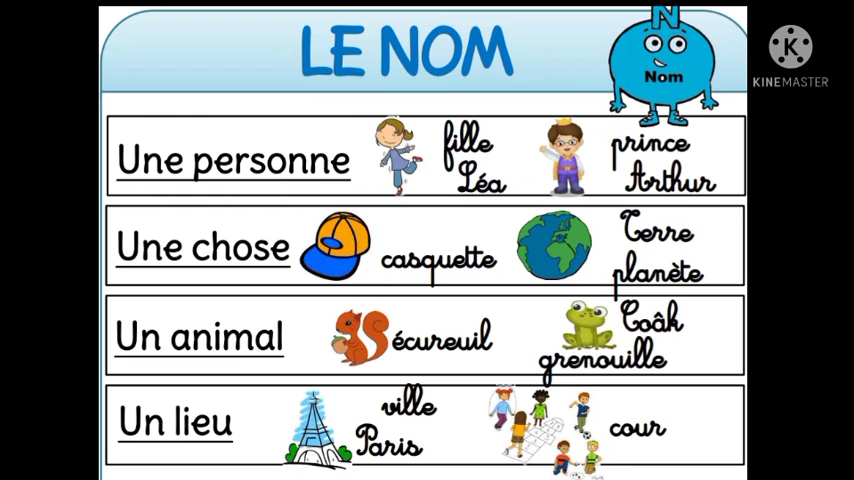 N
LE NOM
Nom
KINEMASTER
Une personne
fille
Léa
prince
Arthur
Une chose
casquette
Terre
planète
Un animal
écureuil
Coâk
grenouille
Un lieu
ville
Paris
cour